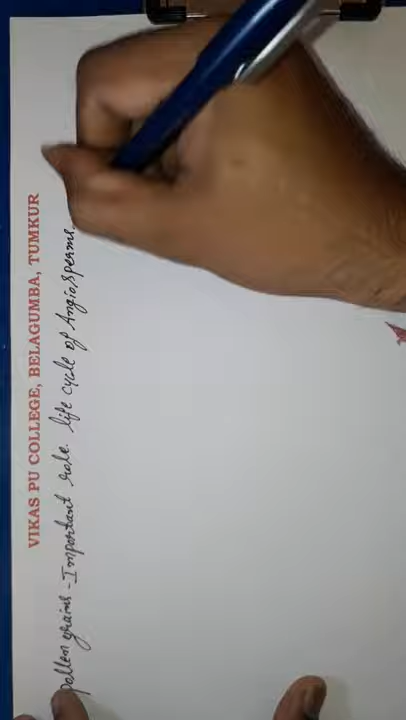 VIKAS PU COLLEGE, BELAGUMBA, TUMKUR
pollen grains - Important role. life cycle of Angiosperms.